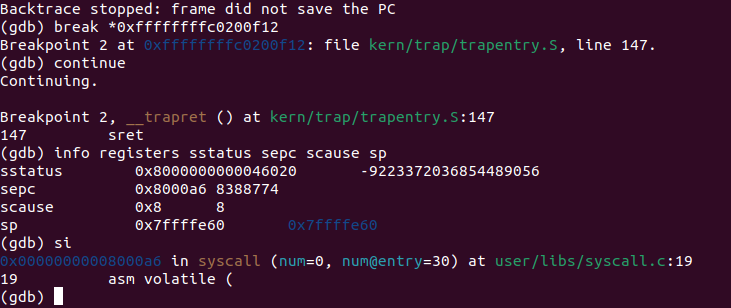 Backtrace stopped: frame did not save the PC
(gdb) break *0xffffffffc0200f12
Breakpoint 2 at 0xffffffffc0200f12: file kern/trap/trapentry.S, line 147.
(gdb) continue
Continuing.
Breakpoint 2, __trapret () at kern/trap/trapentry.S:147
147 sret
(gdb) info registers sstatus sepc scause sp
sstatus 0x8000000000046020 -9223372036854489056
sepc 0x8000a6 8388774
scause 0x8 8
sp 0x7ffffe60 0x7ffffe60
(gdb) si
0x00000000008000a6 in syscall (num=0, num@entry=30) at user/libs/syscall.c:19
19 asm volatile (
(gdb)